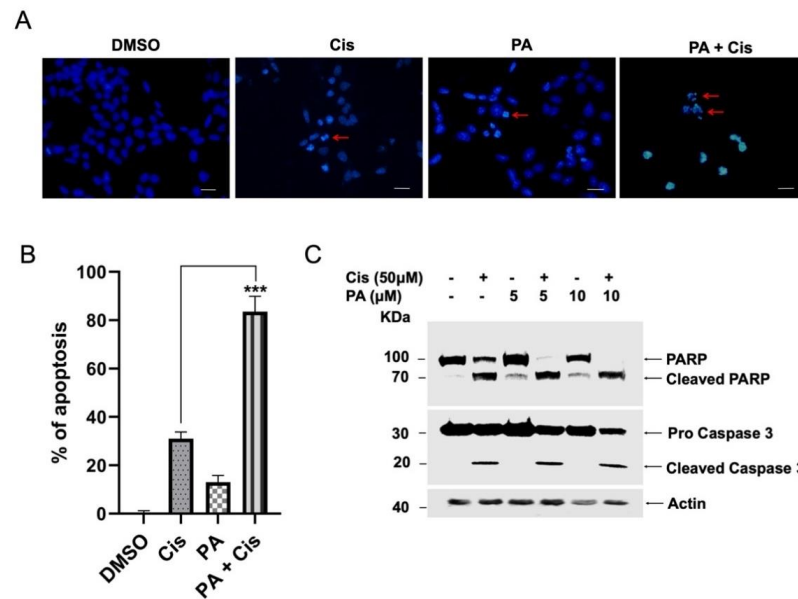 A
DMSO
Cis
PA
PA + Cis
B
% of apoptosis
100
80
60
40
20
0
***
DMSO
Cis
PA
PA + Cis
C
Cis (50µM) - + - + - +
PA (µM) - - 5 5 10 10
KDa
100 PARP
70 Cleaved PARP
30 Pro Caspase 3
20 Cleaved Caspase 3
40 Actin